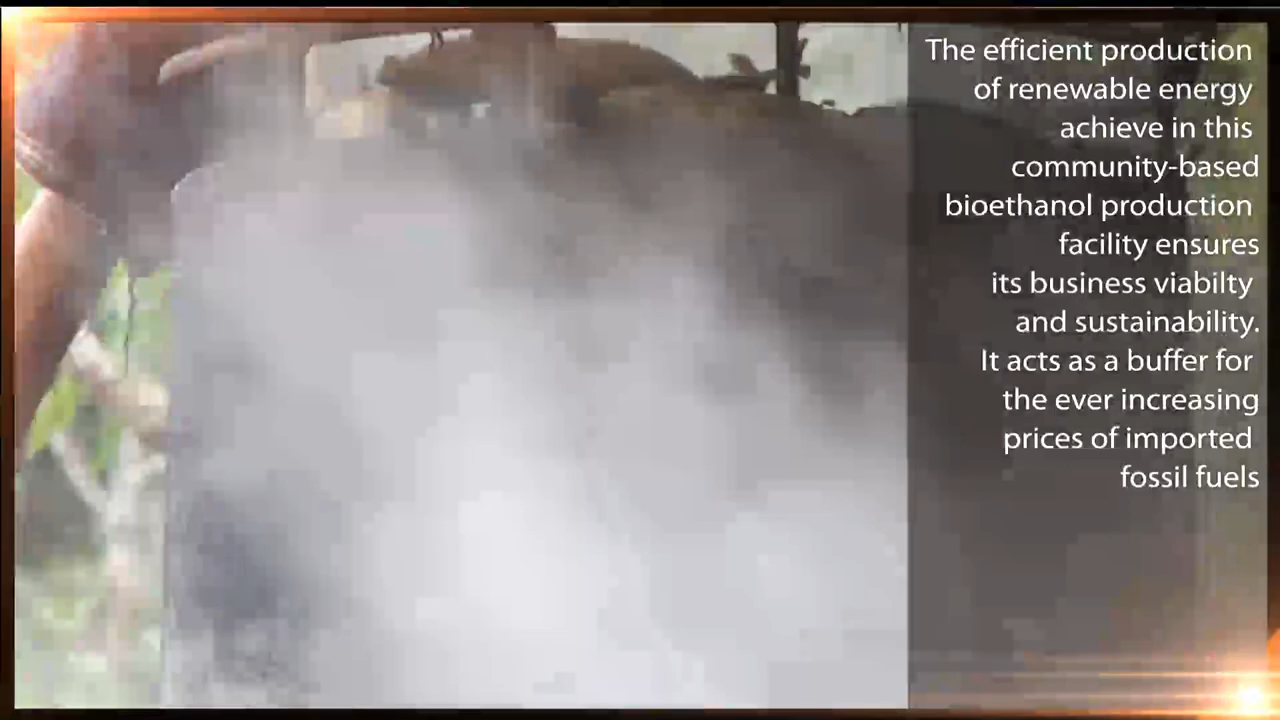 The efficient production
of renewable energy
achieve in this
community-based
bioethanol production
facility ensures
its business viabilty
and sustainability.
It acts as a buffer for
the ever increasing
prices of imported
fossil fuels